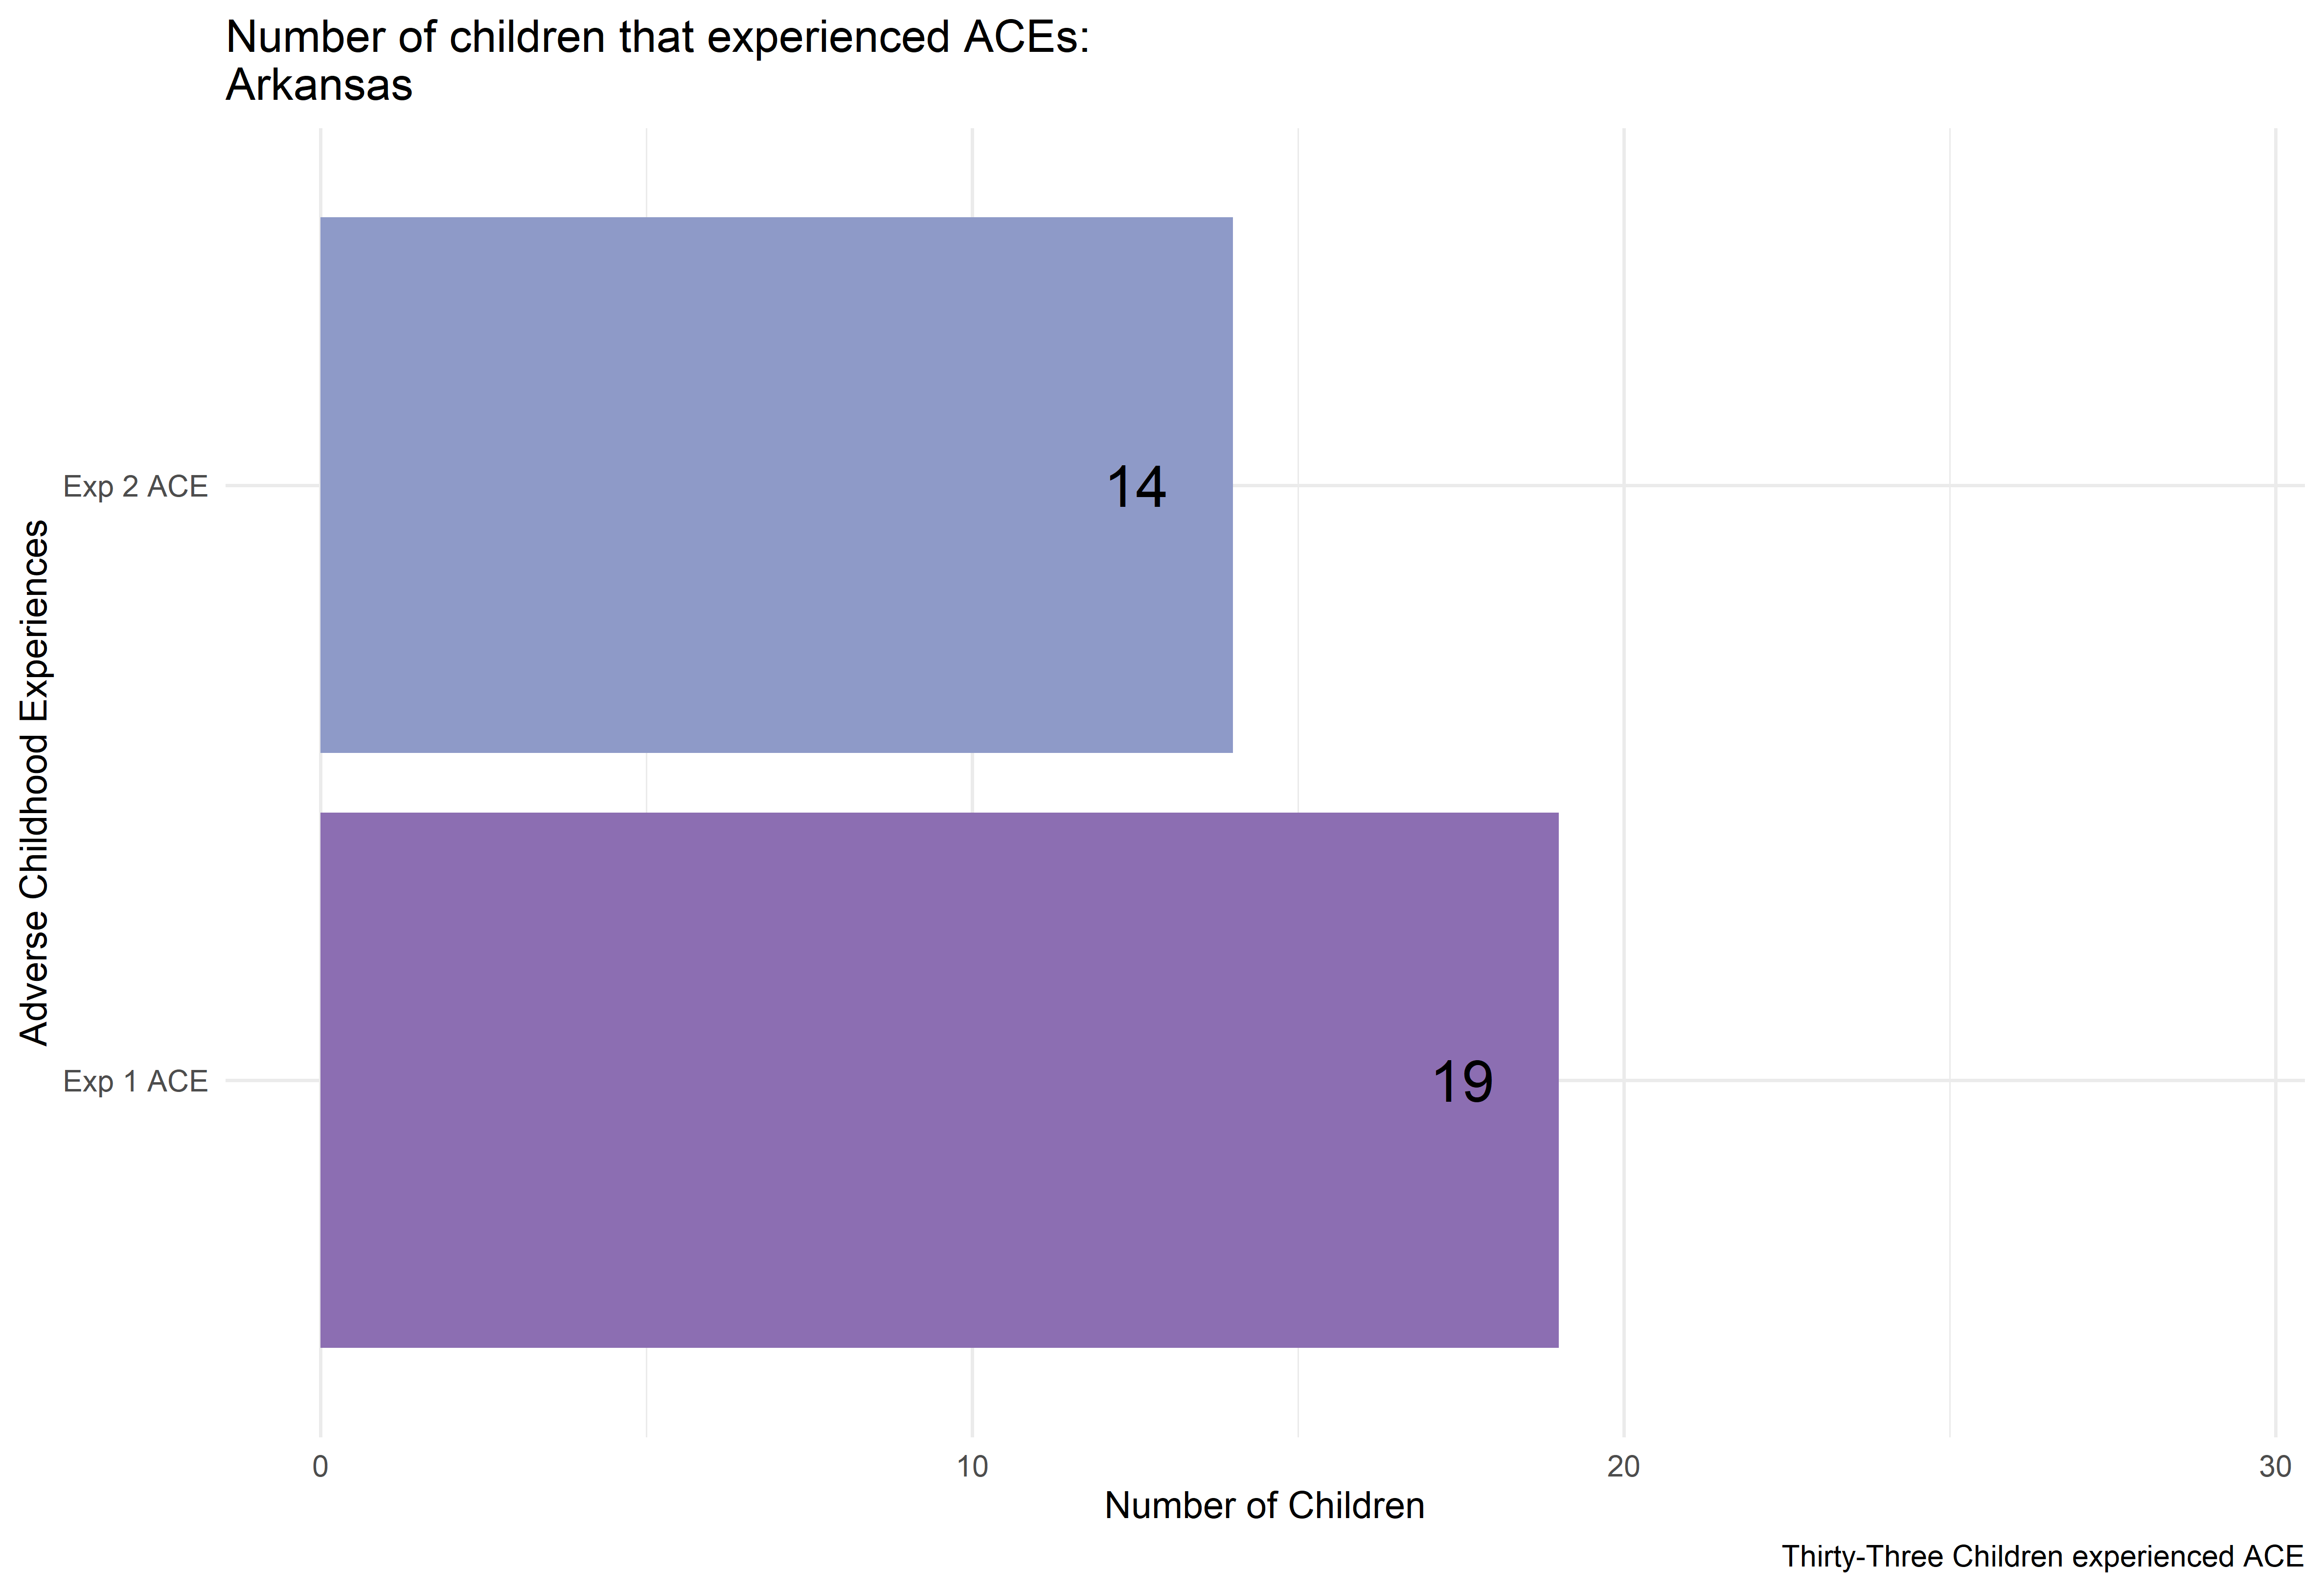 Number of children that experienced ACEs:
Arkansas
Adverse Childhood Experiences
Exp 2 ACE
14
Exp 1 ACE
19
0
10
20
30
Number of Children
Thirty-Three Children experienced ACE